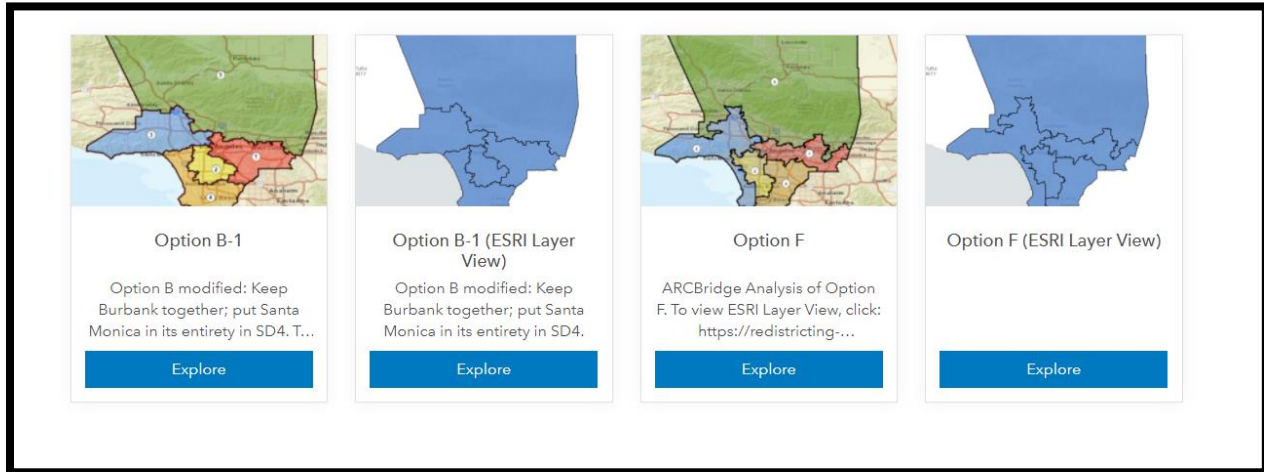 Option B-1
Option B modified: Keep
Burbank together; put Santa
Monica in its entirety in SD4. T...
Explore
Option B-1 (ESRI Layer
View)
Option B modified: Keep
Burbank together; put Santa
Monica in its entirety in SD4.
Explore
Option F
ARCBridge Analysis of Option
F. To view ESRI Layer View, click:
https://redistricting-...
Explore
Option F (ESRI Layer View)
Explore